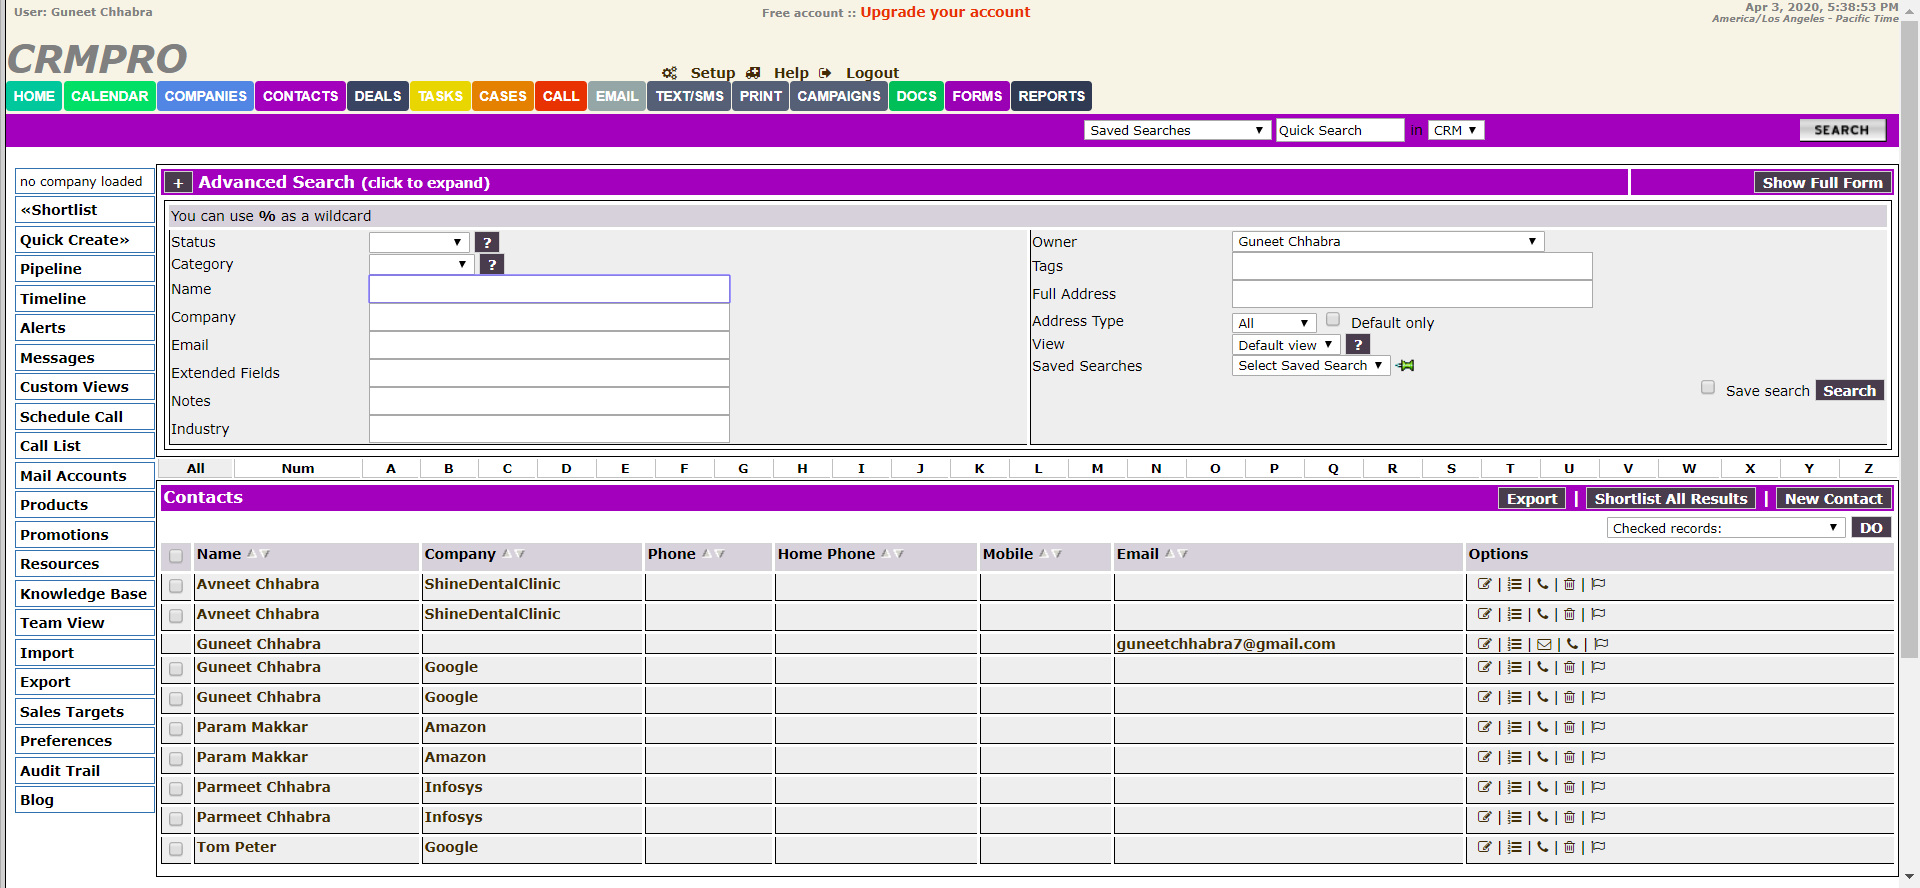 User: Guneet Chhabra
Free account :: Upgrade your account
Apr 3, 2020, 5:38:53 PM
America/Los Angeles - Pacific Time
CRMPRO
Setup Help Logout
HOME CALENDAR COMPANIES CONTACTS DEALS TASKS CASES CALL EMAIL TEXT/SMS PRINT CAMPAIGNS DOCS FORMS REPORTS
Saved Searches Quick Search in CRM SEARCH
no company loaded
«Shortlist
Quick Create»
Pipeline
Timeline
Alerts
Messages
Custom Views
Schedule Call
Call List
Mail Accounts
Products
Promotions
Resources
Knowledge Base
Team View
Import
Export
Sales Targets
Preferences
Audit Trail
Blog
+ Advanced Search (click to expand) Show Full Form
You can use % as a wildcard
Status ?
Category ?
Name
Company
Email
Extended Fields
Notes
Industry
Owner Guneet Chhabra
Tags
Full Address
Address Type All Default only
View Default view ?
Saved Searches Select Saved Search
Save search Search
All Num A B C D E F G H I J K L M N O P Q R S T U V W X Y Z
Contacts Export | Shortlist All Results | New Contact
Checked records: DO
Name Company Phone Home Phone Mobile Email Options
Avneet Chhabra ShineDentalClinic | | | |
Avneet Chhabra ShineDentalClinic | | | |
Guneet Chhabra guneetchhabra7@gmail.com | | | |
Guneet Chhabra Google | | | |
Guneet Chhabra Google | | | |
Param Makkar Amazon | | | |
Param Makkar Amazon | | | |
Parmeet Chhabra Infosys | | | |
Parmeet Chhabra Infosys | | | |
Tom Peter Google | | | |